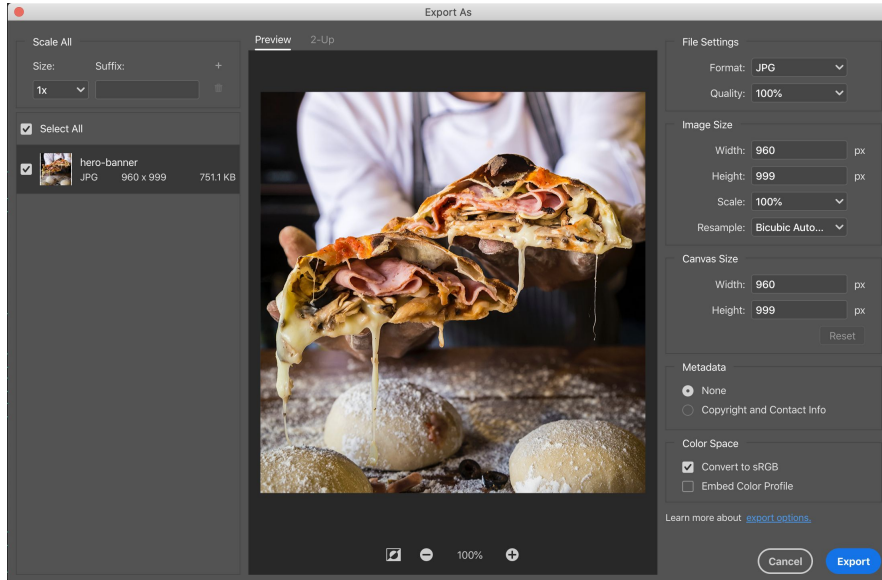 Export As
Scale All
Size: Suffix: +
1x
Select All
hero-banner
JPG 960 x 999 751.1 KB
Preview 2-Up
100%
File Settings
Format: JPG
Quality: 100%
Image Size
Width: 960 px
Height: 999 px
Scale: 100%
Resample: Bicubic Auto...
Canvas Size
Width: 960 px
Height: 999 px
Reset
Metadata
None
Copyright and Contact Info
Color Space
Convert to sRGB
Embed Color Profile
Learn more about export options.
Cancel Export